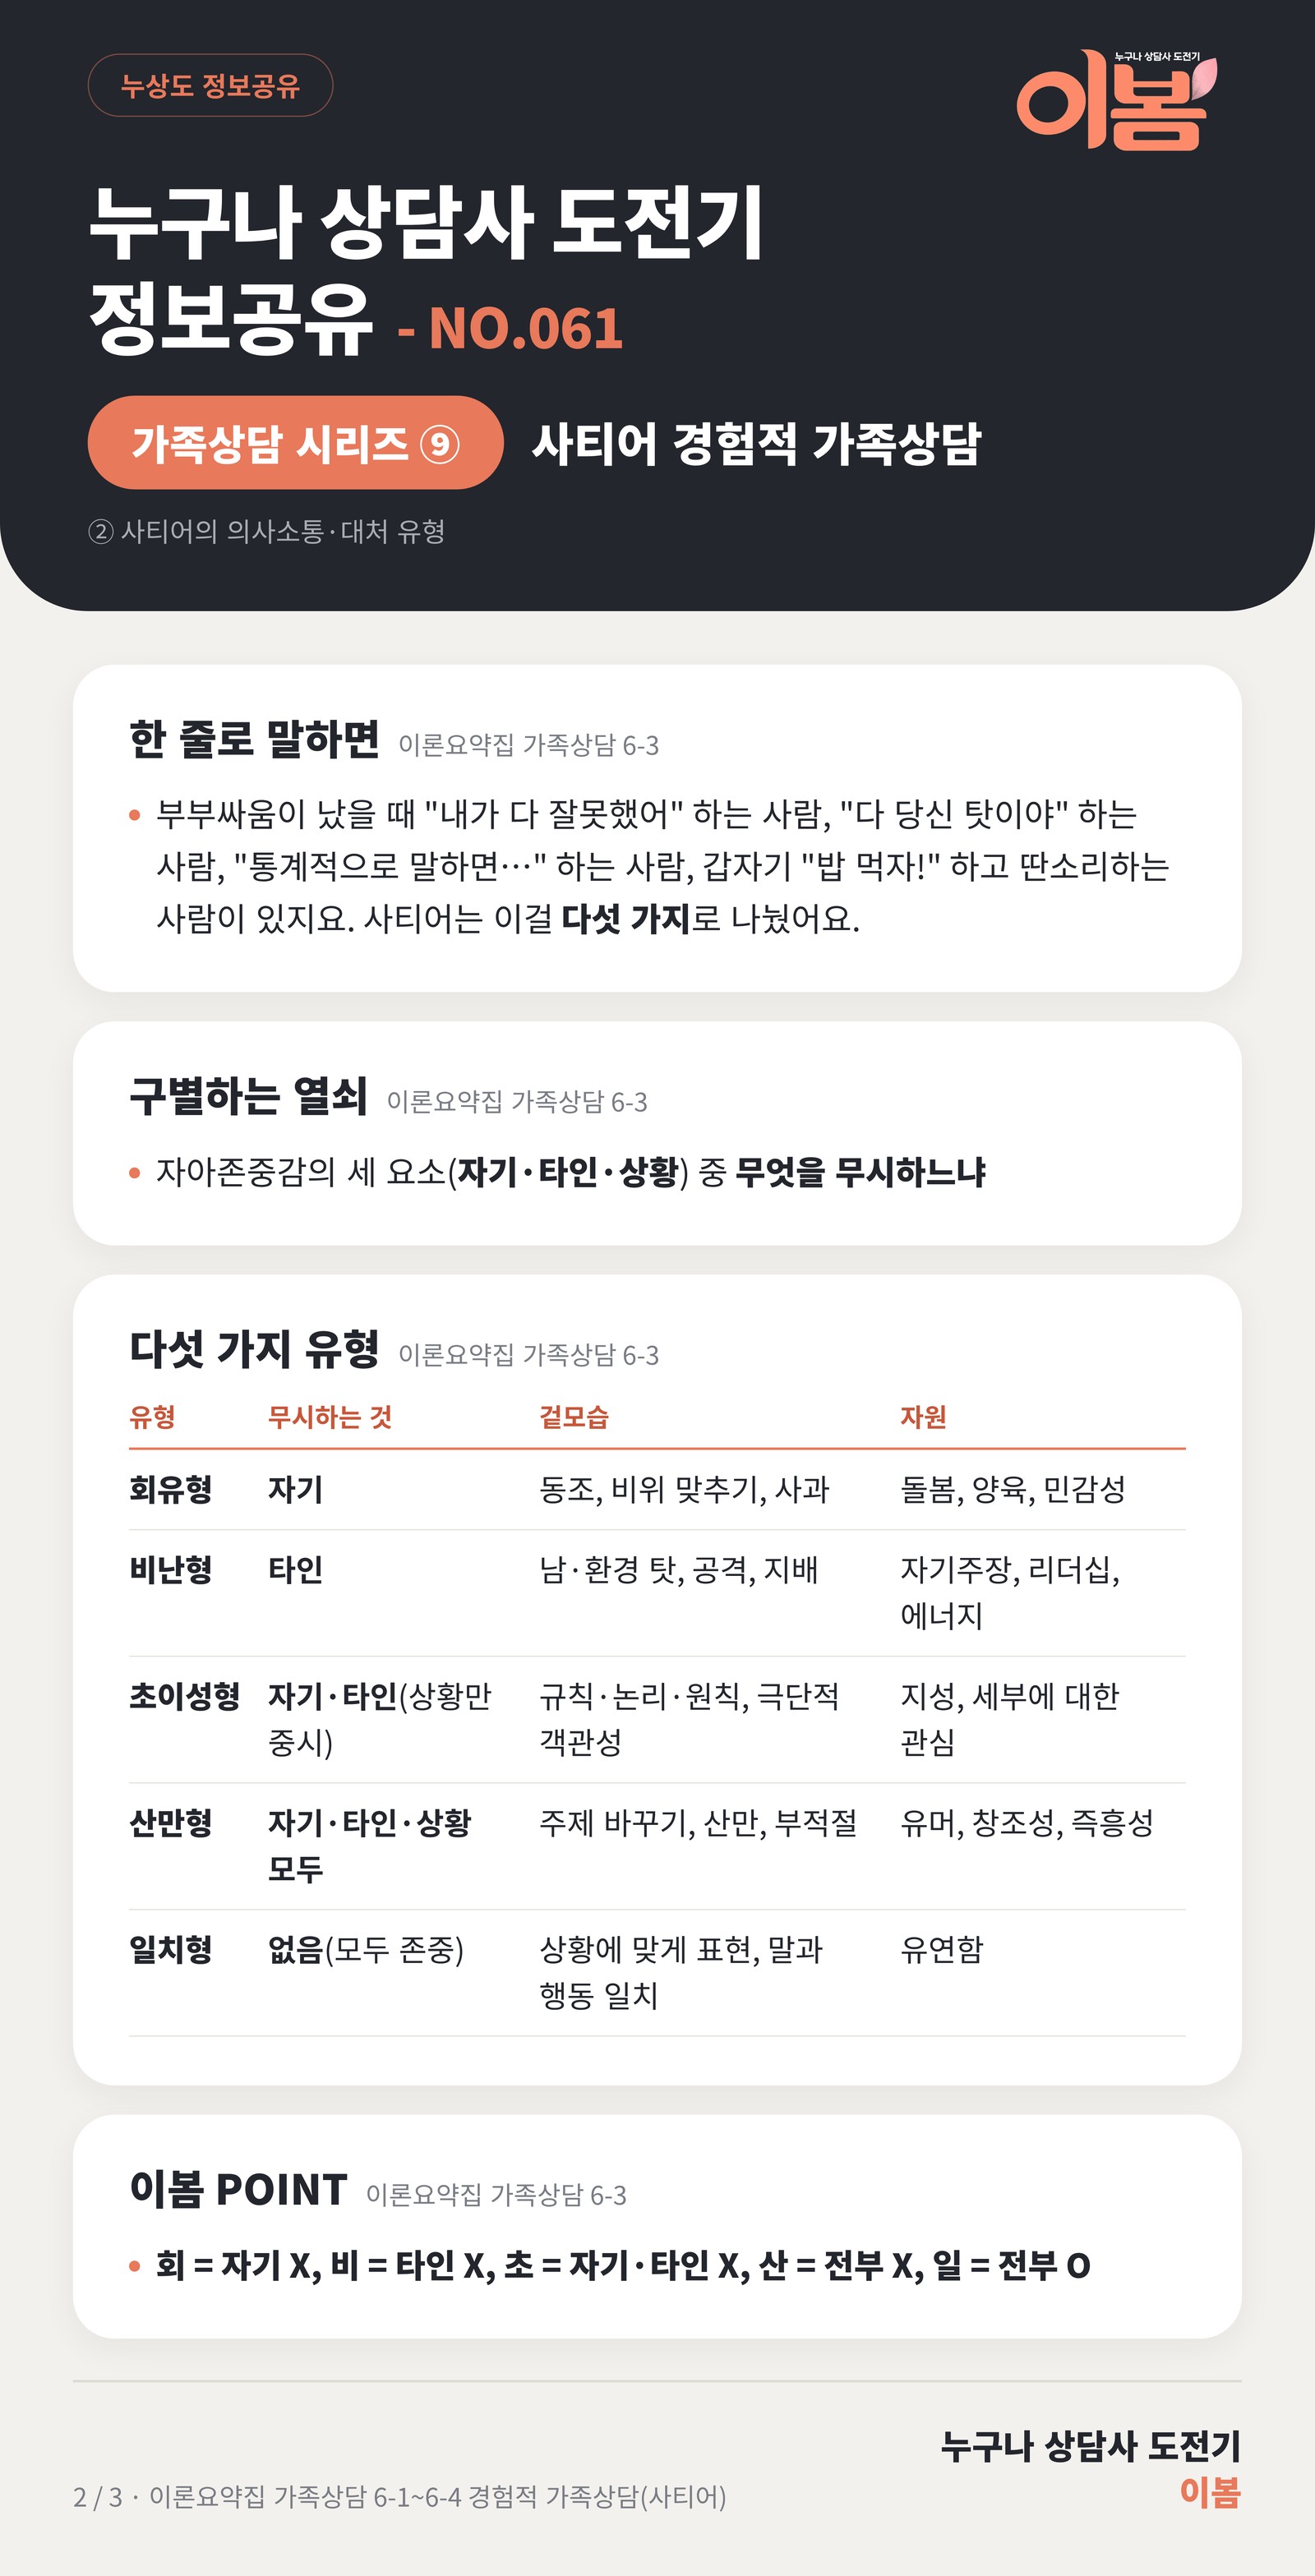 누상도 정보공유
누구나 상담사 도전기
이봄
누구나 상담사 도전기
정보공유 - NO.061
가족상담 시리즈 ⑨ 사티어 경험적 가족상담
② 사티어의 의사소통·대처 유형
한 줄로 말하면 이론요약집 가족상담 6-3
• 부부싸움이 났을 때 "내가 다 잘못했어" 하는 사람, "다 당신 탓이야" 하는
사람, "통계적으로 말하면…" 하는 사람, 갑자기 "밥 먹자!" 하고 딴소리하는
사람이 있지요. 사티어는 이걸 다섯 가지로 나눴어요.
구별하는 열쇠 이론요약집 가족상담 6-3
• 자아존중감의 세 요소(자기·타인·상황) 중 무엇을 무시하느냐
다섯 가지 유형 이론요약집 가족상담 6-3
유형 무시하는 것 겉모습 자원
회유형 자기 동조, 비위 맞추기, 사과 돌봄, 양육, 민감성
비난형 타인 남·환경 탓, 공격, 지배 자기주장, 리더십,
에너지
초이성형 자기·타인(상황만 규칙·논리·원칙, 극단적 지성, 세부에 대한
중시) 객관성 관심
산만형 자기·타인·상황 주제 바꾸기, 산만, 부적절 유머, 창조성, 즉흥성
모두
일치형 없음(모두 존중) 상황에 맞게 표현, 말과 유연함
행동 일치
이봄 POINT 이론요약집 가족상담 6-3
• 회 = 자기 X, 비 = 타인 X, 초 = 자기·타인 X, 산 = 전부 X, 일 = 전부 O
누구나 상담사 도전기
2 / 3 · 이론요약집 가족상담 6-1~6-4 경험적 가족상담(사티어) 이봄